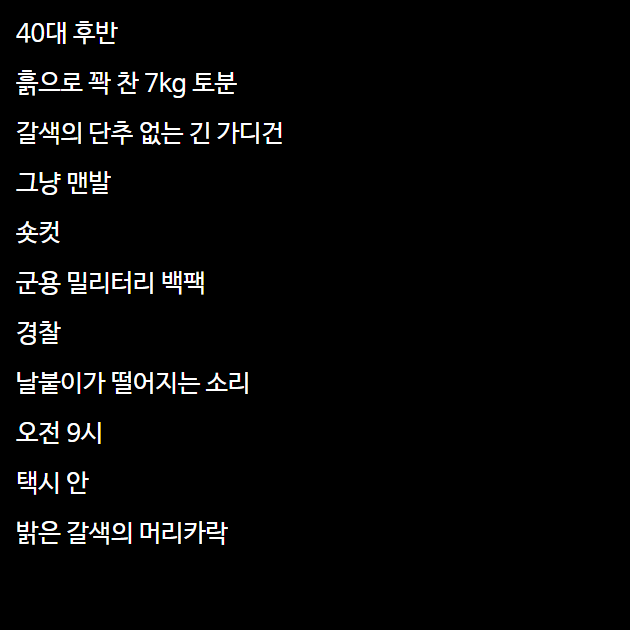 40대 후반
흙으로 꽉 찬 7kg 토분
갈색의 단추 없는 긴 가디건
그냥 맨발
숏컷
군용 밀리터리 백팩
경찰
날붙이가 떨어지는 소리
오전 9시
택시 안
밝은 갈색의 머리카락